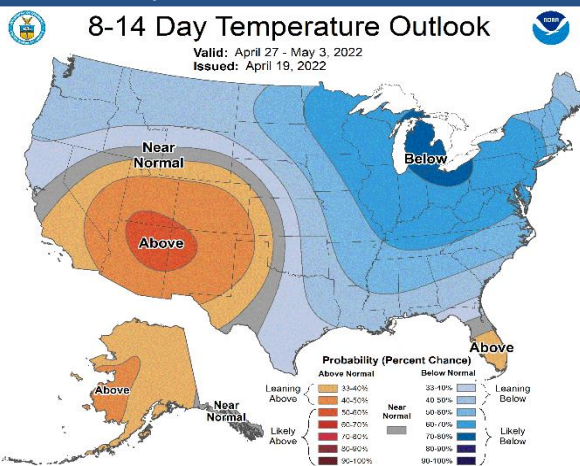 8-14 Day Temperature Outlook
Valid: April 27 - May 3, 2022
Issued: April 19, 2022
NOAA
Near
Normal
Below
Above
Above
Above
Near
Normal
Probability (Percent Chance)
Above Normal
Below Normal
Leaning
Above
33-40%
40-50%
Likely
Above
50-60%
60-70%
70-80%
80-90%
90-100%
Near
Normal
33-40%
40-50%
Leaning
Below
50-60%
60-70%
70-80%
80-90%
90-100%
Likely
Below